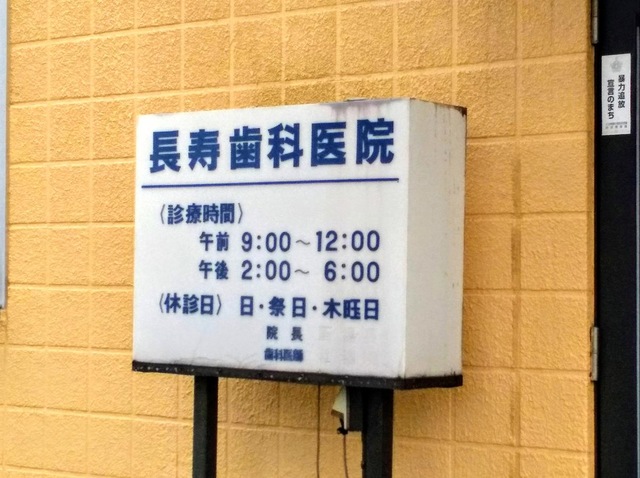 長寿歯科医院
〈診療時間〉
午前 9:00〜12:00
午後 2:00〜 6:00
〈休診日〉 日・祭日・木旺日
院長
歯科医師
暴力追放
宣言のまち